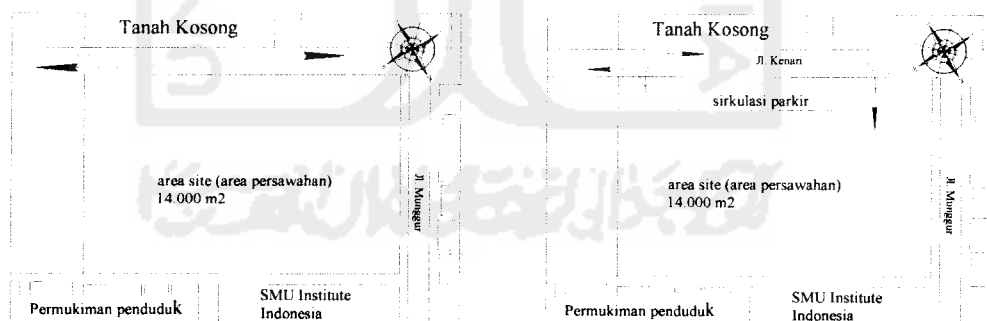 Tanah Kosong
area site (area persawahan)
14.000 m2
Jl. Munggur
Permukiman penduduk
SMU Institute
Indonesia
Tanah Kosong
Jl. Kenari
sirkulasi parkir
area site (area persawahan)
14.000 m2
Jl. Munggur
Permukiman penduduk
SMU Institute
Indonesia